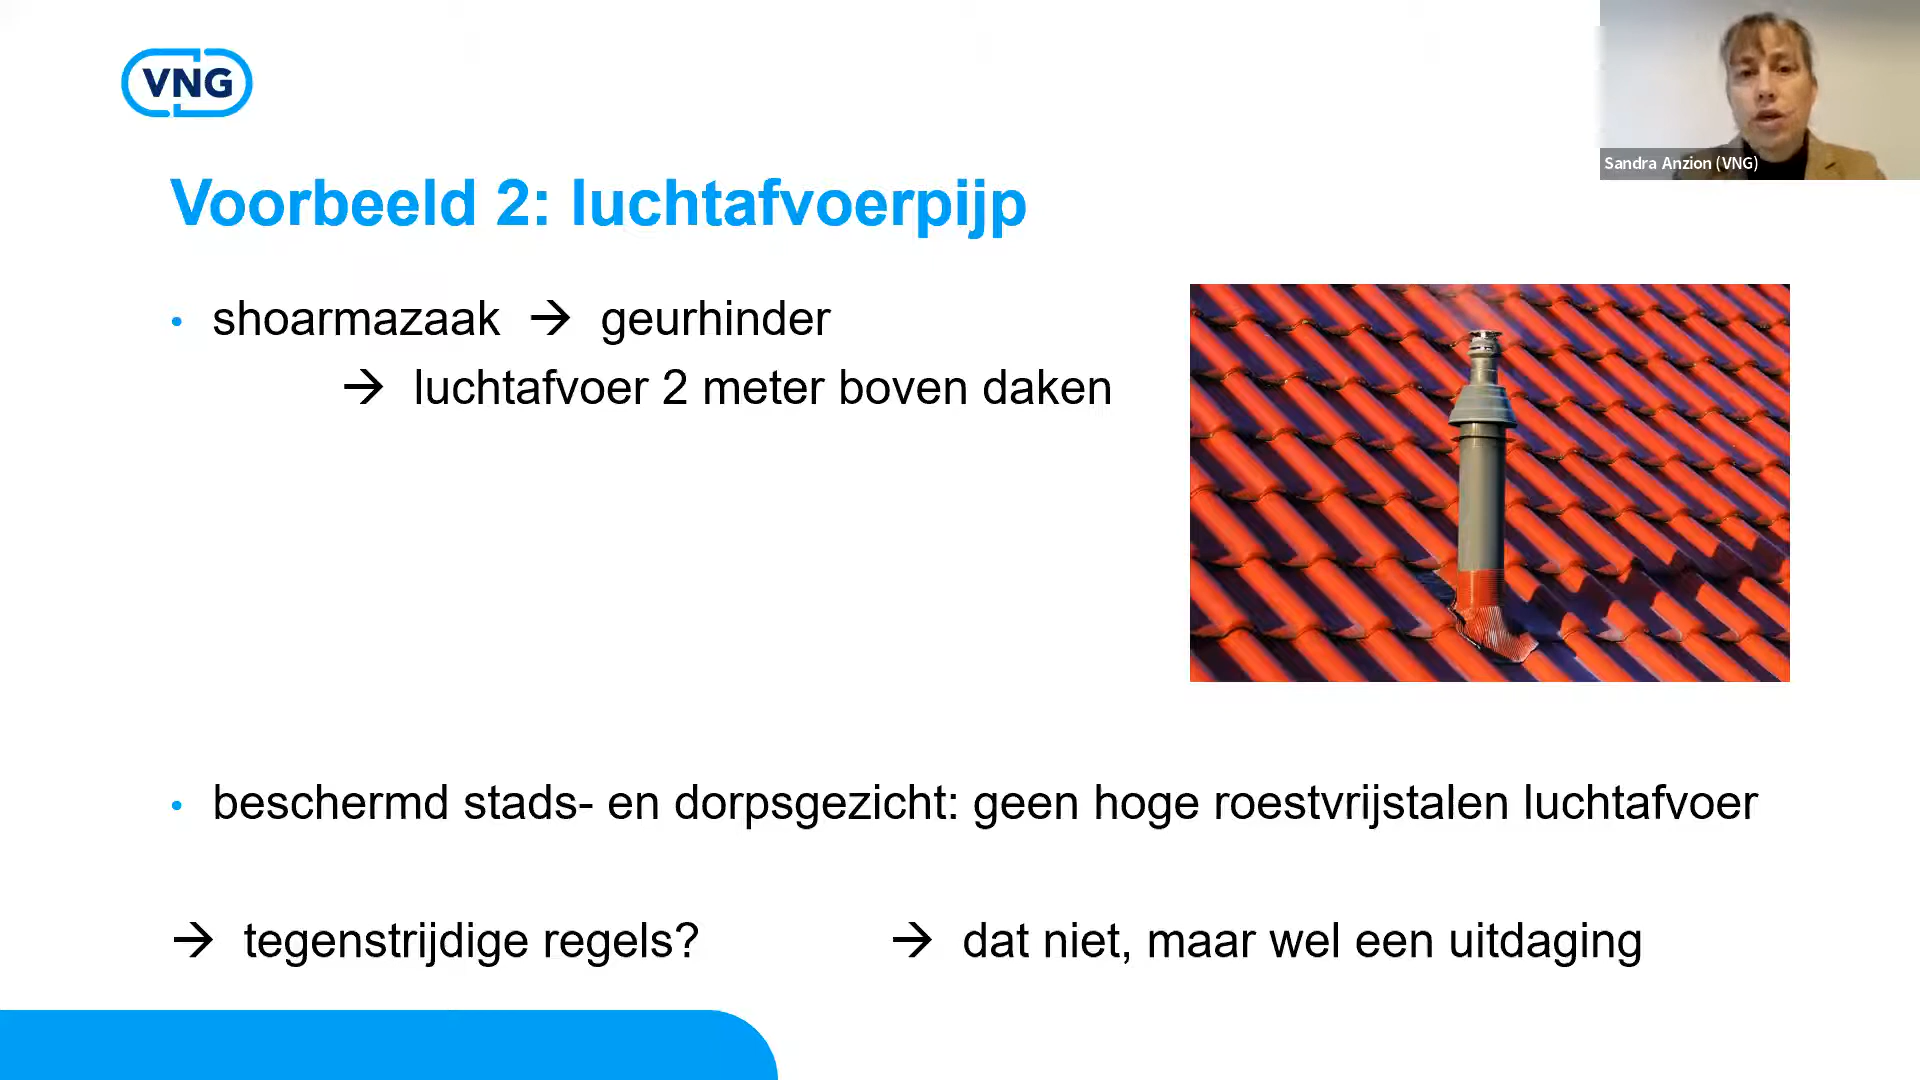 VNG
Sandra Anzion (VNG)
Voorbeeld 2: luchtafvoerpijp
• shoarmazaak → geurhinder
→ luchtafvoer 2 meter boven daken
• beschermd stads- en dorpsgezicht: geen hoge roestvrijstalen luchtafvoer
→ tegenstrijdige regels? → dat niet, maar wel een uitdaging